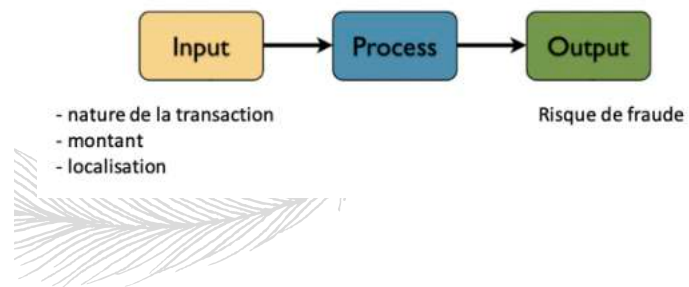 Input
Process
Output
- nature de la transaction
- montant
- localisation
Risque de fraude